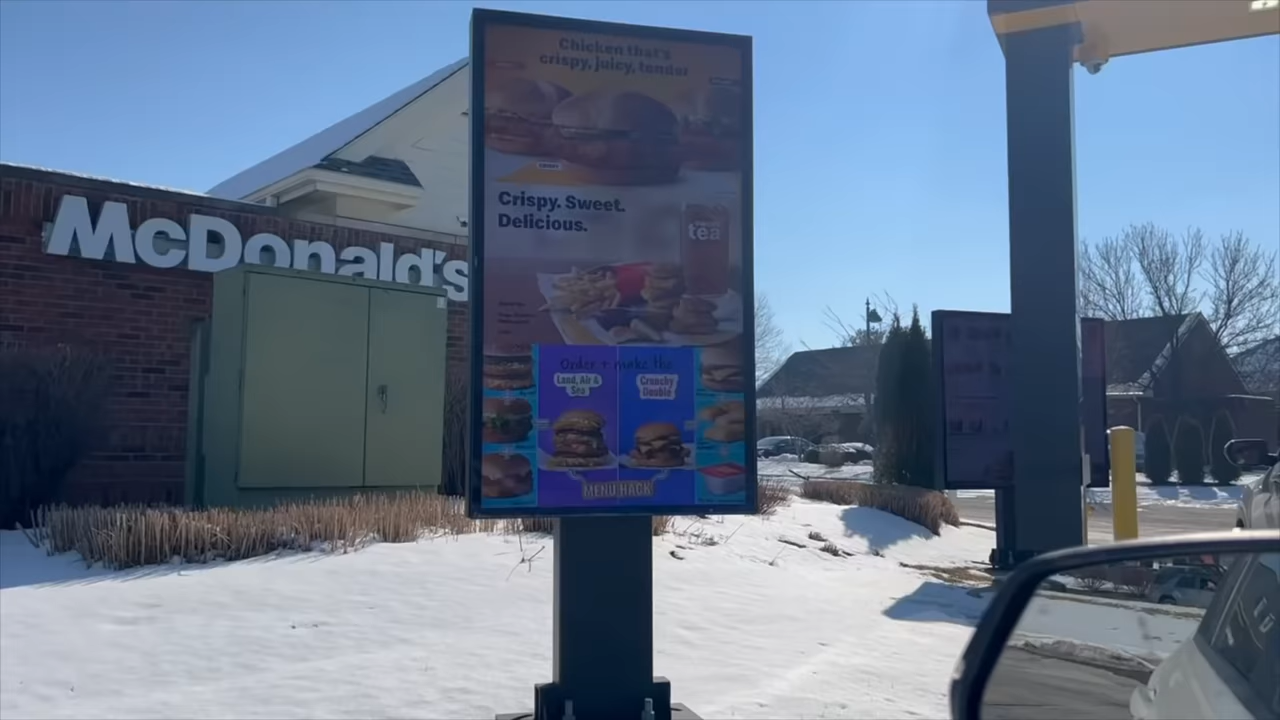 Chicken that's
crispy, juicy, tender
McDonald's
Crispy. Sweet.
Delicious.
tea
Order + make the
Land, Air &
Sea
Crunchy
Double
MENU HACK